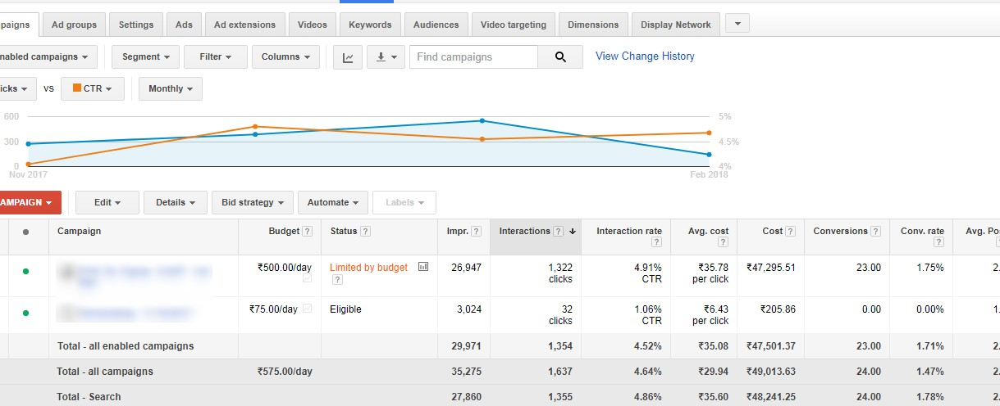 paigns Ad groups Settings Ads Ad extensions Videos Keywords Audiences Video targeting Dimensions Display Network
nabled campaigns Segment Filter Columns Find campaigns View Change History
icks vs CTR Monthly
600 5%
300 4.5%
0 4%
Nov 2017 Feb 2018
AMPAIGN Edit Details Bid strategy Automate Labels
Campaign Budget ? Status ? Impr. ? Interactions ? Interaction rate Avg. cost Cost ? Conversions ? Conv. rate Avg. Po
? ? ?
₹500.00/day Limited by budget 26,947 1,322 4.91% ₹35.78 ₹47,295.51 23.00 1.75% 2.
? clicks CTR per click
₹75.00/day Eligible 3,024 32 1.06% ₹6.43 ₹205.86 0.00 0.00% 1.
clicks CTR per click
Total - all enabled campaigns 29,971 1,354 4.52% ₹35.08 ₹47,501.37 23.00 1.71% 2.
Total - all campaigns ₹575.00/day 35,275 1,637 4.64% ₹29.94 ₹49,013.63 24.00 1.47% 2.
Total - Search 27,860 1,355 4.86% ₹35.60 ₹48,241.25 24.00 1.78% 2.